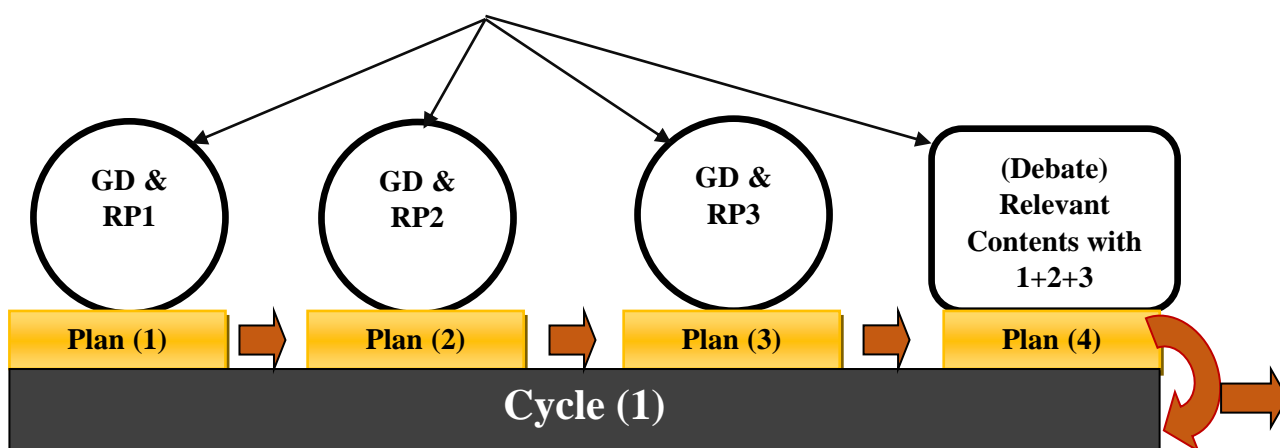 GD &
RP1
GD &
RP2
GD &
RP3
(Debate)
Relevant
Contents with
1+2+3
Plan (1)
Plan (2)
Plan (3)
Plan (4)
Cycle (1)